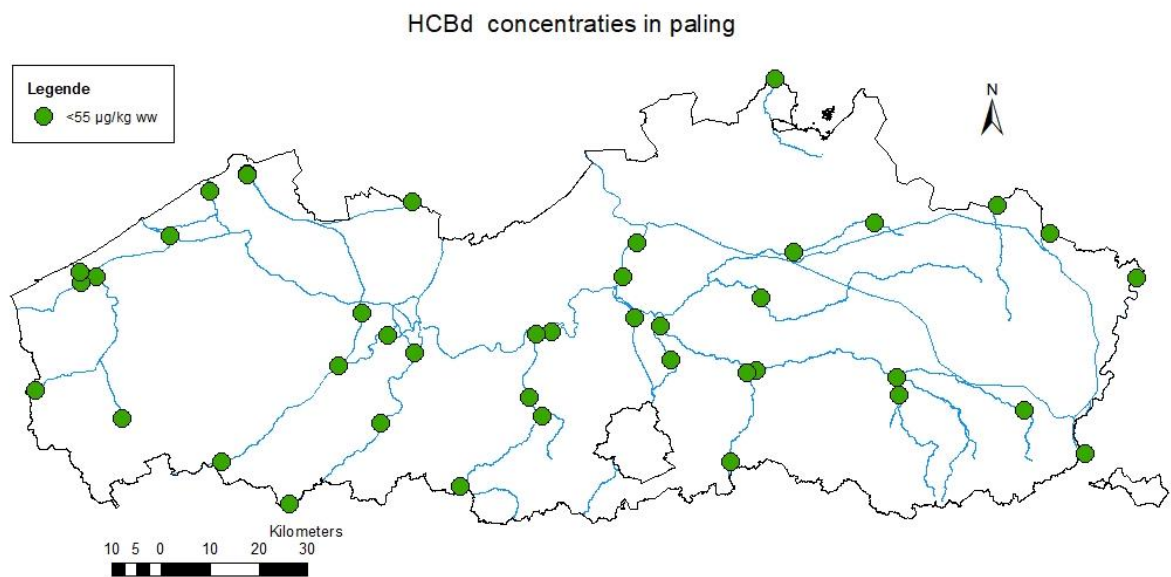 HCBd concentraties in paling
Legende
<55 µg/kg ww
N
Kilometers
10 5 0 10 20 30